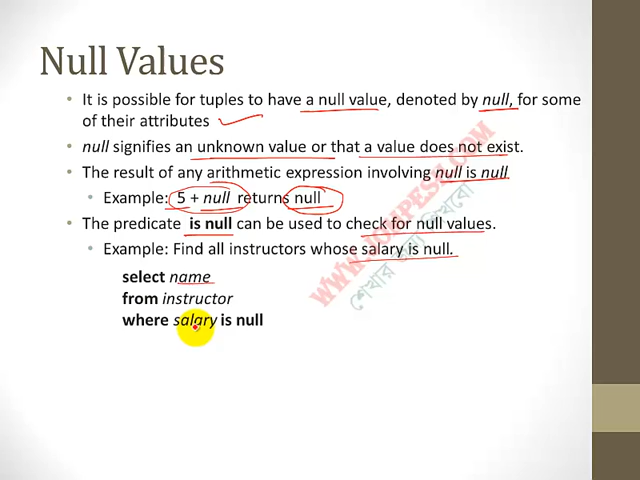 Null Values
• It is possible for tuples to have a null value, denoted by null, for some
of their attributes
• null signifies an unknown value or that a value does not exist.
• The result of any arithmetic expression involving null is null
• Example: 5 + null returns null
• The predicate is null can be used to check for null values.
• Example: Find all instructors whose salary is null.
select name
from instructor
where salary is null